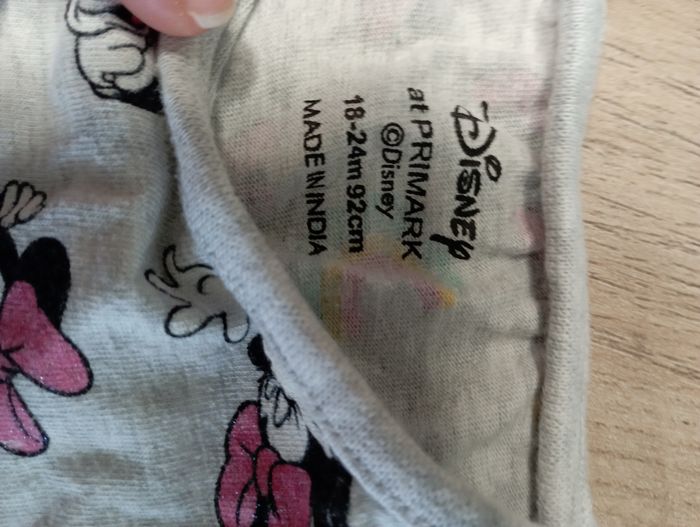 Disney
at PRIMARK
©Disney
18-24m 92cm
MADE IN INDIA